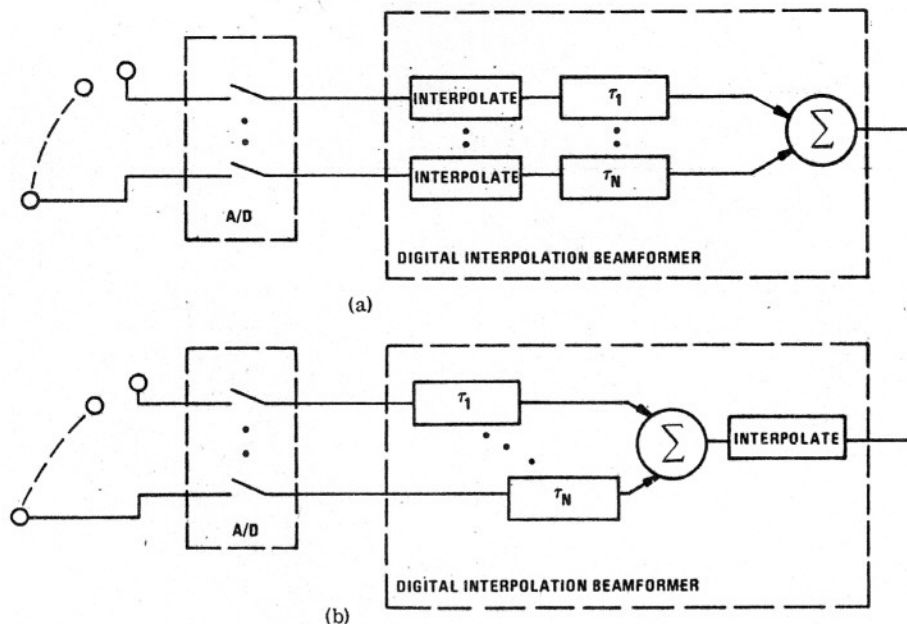 INTERPOLATE
τ1
Σ
INTERPOLATE
τN
A/D
DIGITAL INTERPOLATION BEAMFORMER
(a)
τ1
Σ
INTERPOLATE
τN
A/D
DIGITAL INTERPOLATION BEAMFORMER
(b)